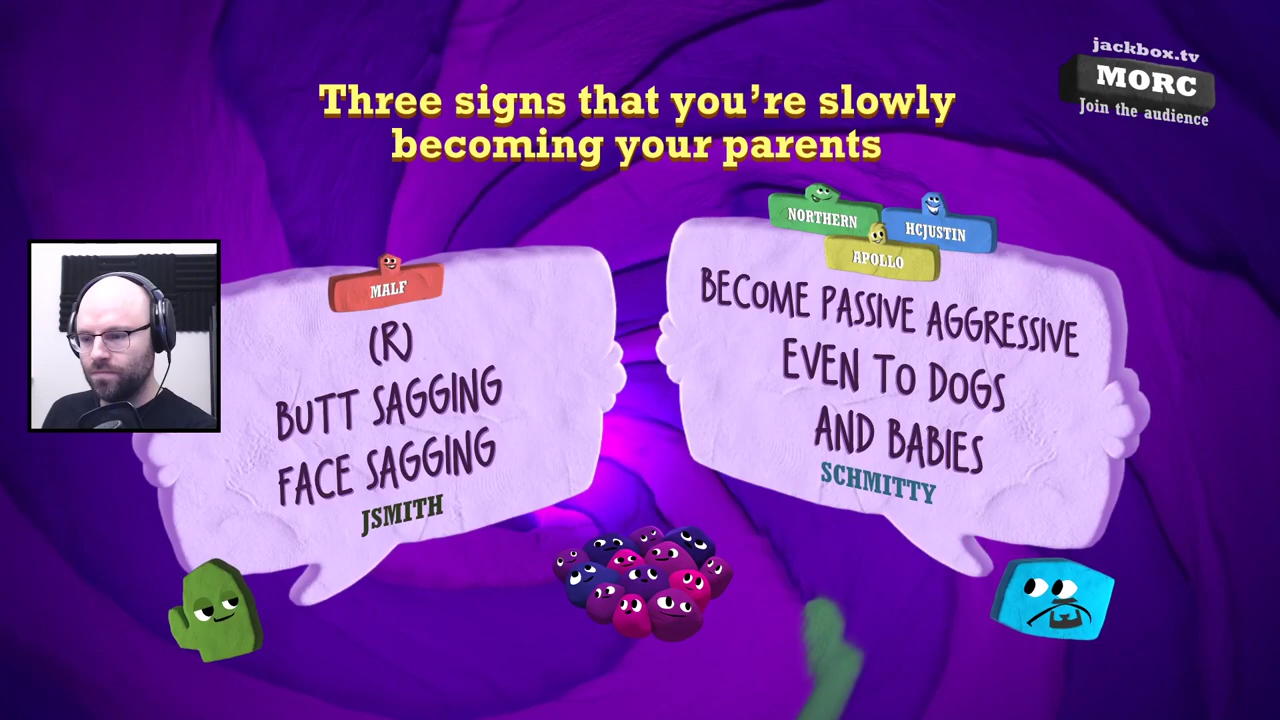 jackbox.tv
MORC
Join the audience
Three signs that you're slowly
becoming your parents
MALF
(R)
BUTT SAGGING
FACE SAGGING
JSMITH
NORTHERN
HCJUSTIN
APOLLO
BECOME PASSIVE AGGRESSIVE
EVEN TO DOGS
AND BABIES
SCHMITTY